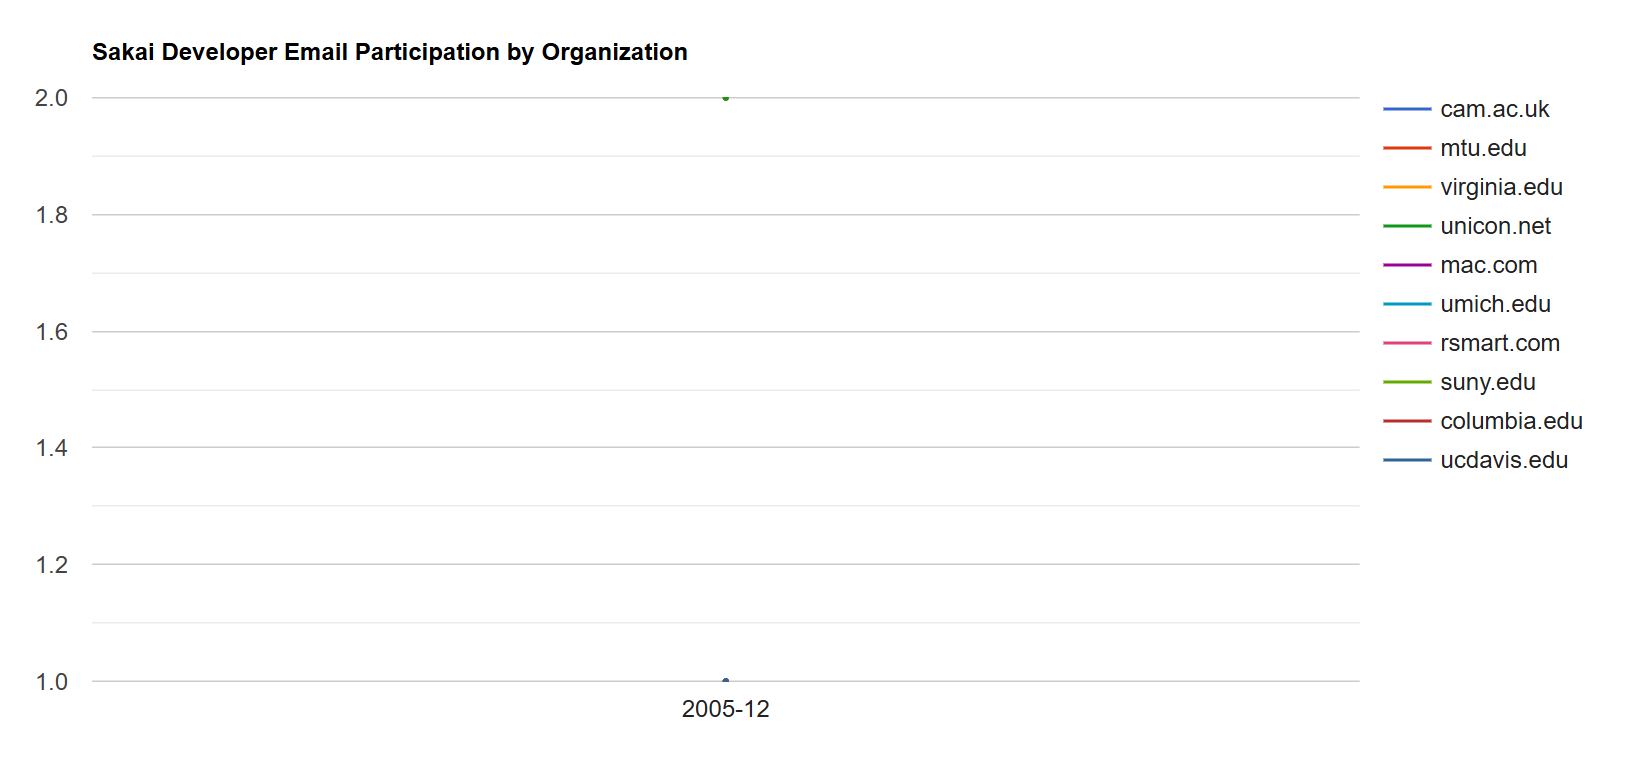 Sakai Developer Email Participation by Organization
2.0
1.8
1.6
1.4
1.2
1.0
2005-12
cam.ac.uk
mtu.edu
virginia.edu
unicon.net
mac.com
umich.edu
rsmart.com
suny.edu
columbia.edu
ucdavis.edu